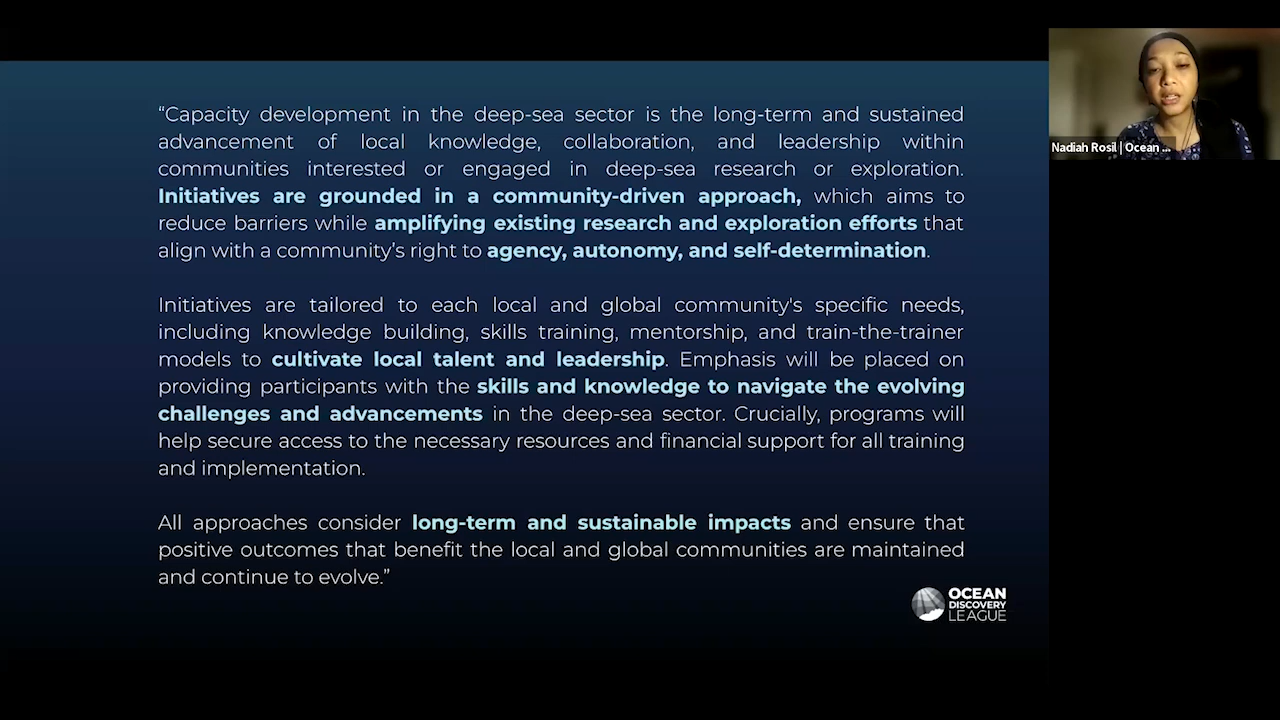 “Capacity development in the deep-sea sector is the long-term and sustained
advancement of local knowledge, collaboration, and leadership within
communities interested or engaged in deep-sea research or exploration.
Initiatives are grounded in a community-driven approach, which aims to
reduce barriers while amplifying existing research and exploration efforts that
align with a community’s right to agency, autonomy, and self-determination.
Initiatives are tailored to each local and global community's specific needs,
including knowledge building, skills training, mentorship, and train-the-trainer
models to cultivate local talent and leadership. Emphasis will be placed on
providing participants with the skills and knowledge to navigate the evolving
challenges and advancements in the deep-sea sector. Crucially, programs will
help secure access to the necessary resources and financial support for all training
and implementation.
All approaches consider long-term and sustainable impacts and ensure that
positive outcomes that benefit the local and global communities are maintained
and continue to evolve.”
OCEAN
DISCOVERY
LEAGUE
Nadiah Rosil | Ocean ...